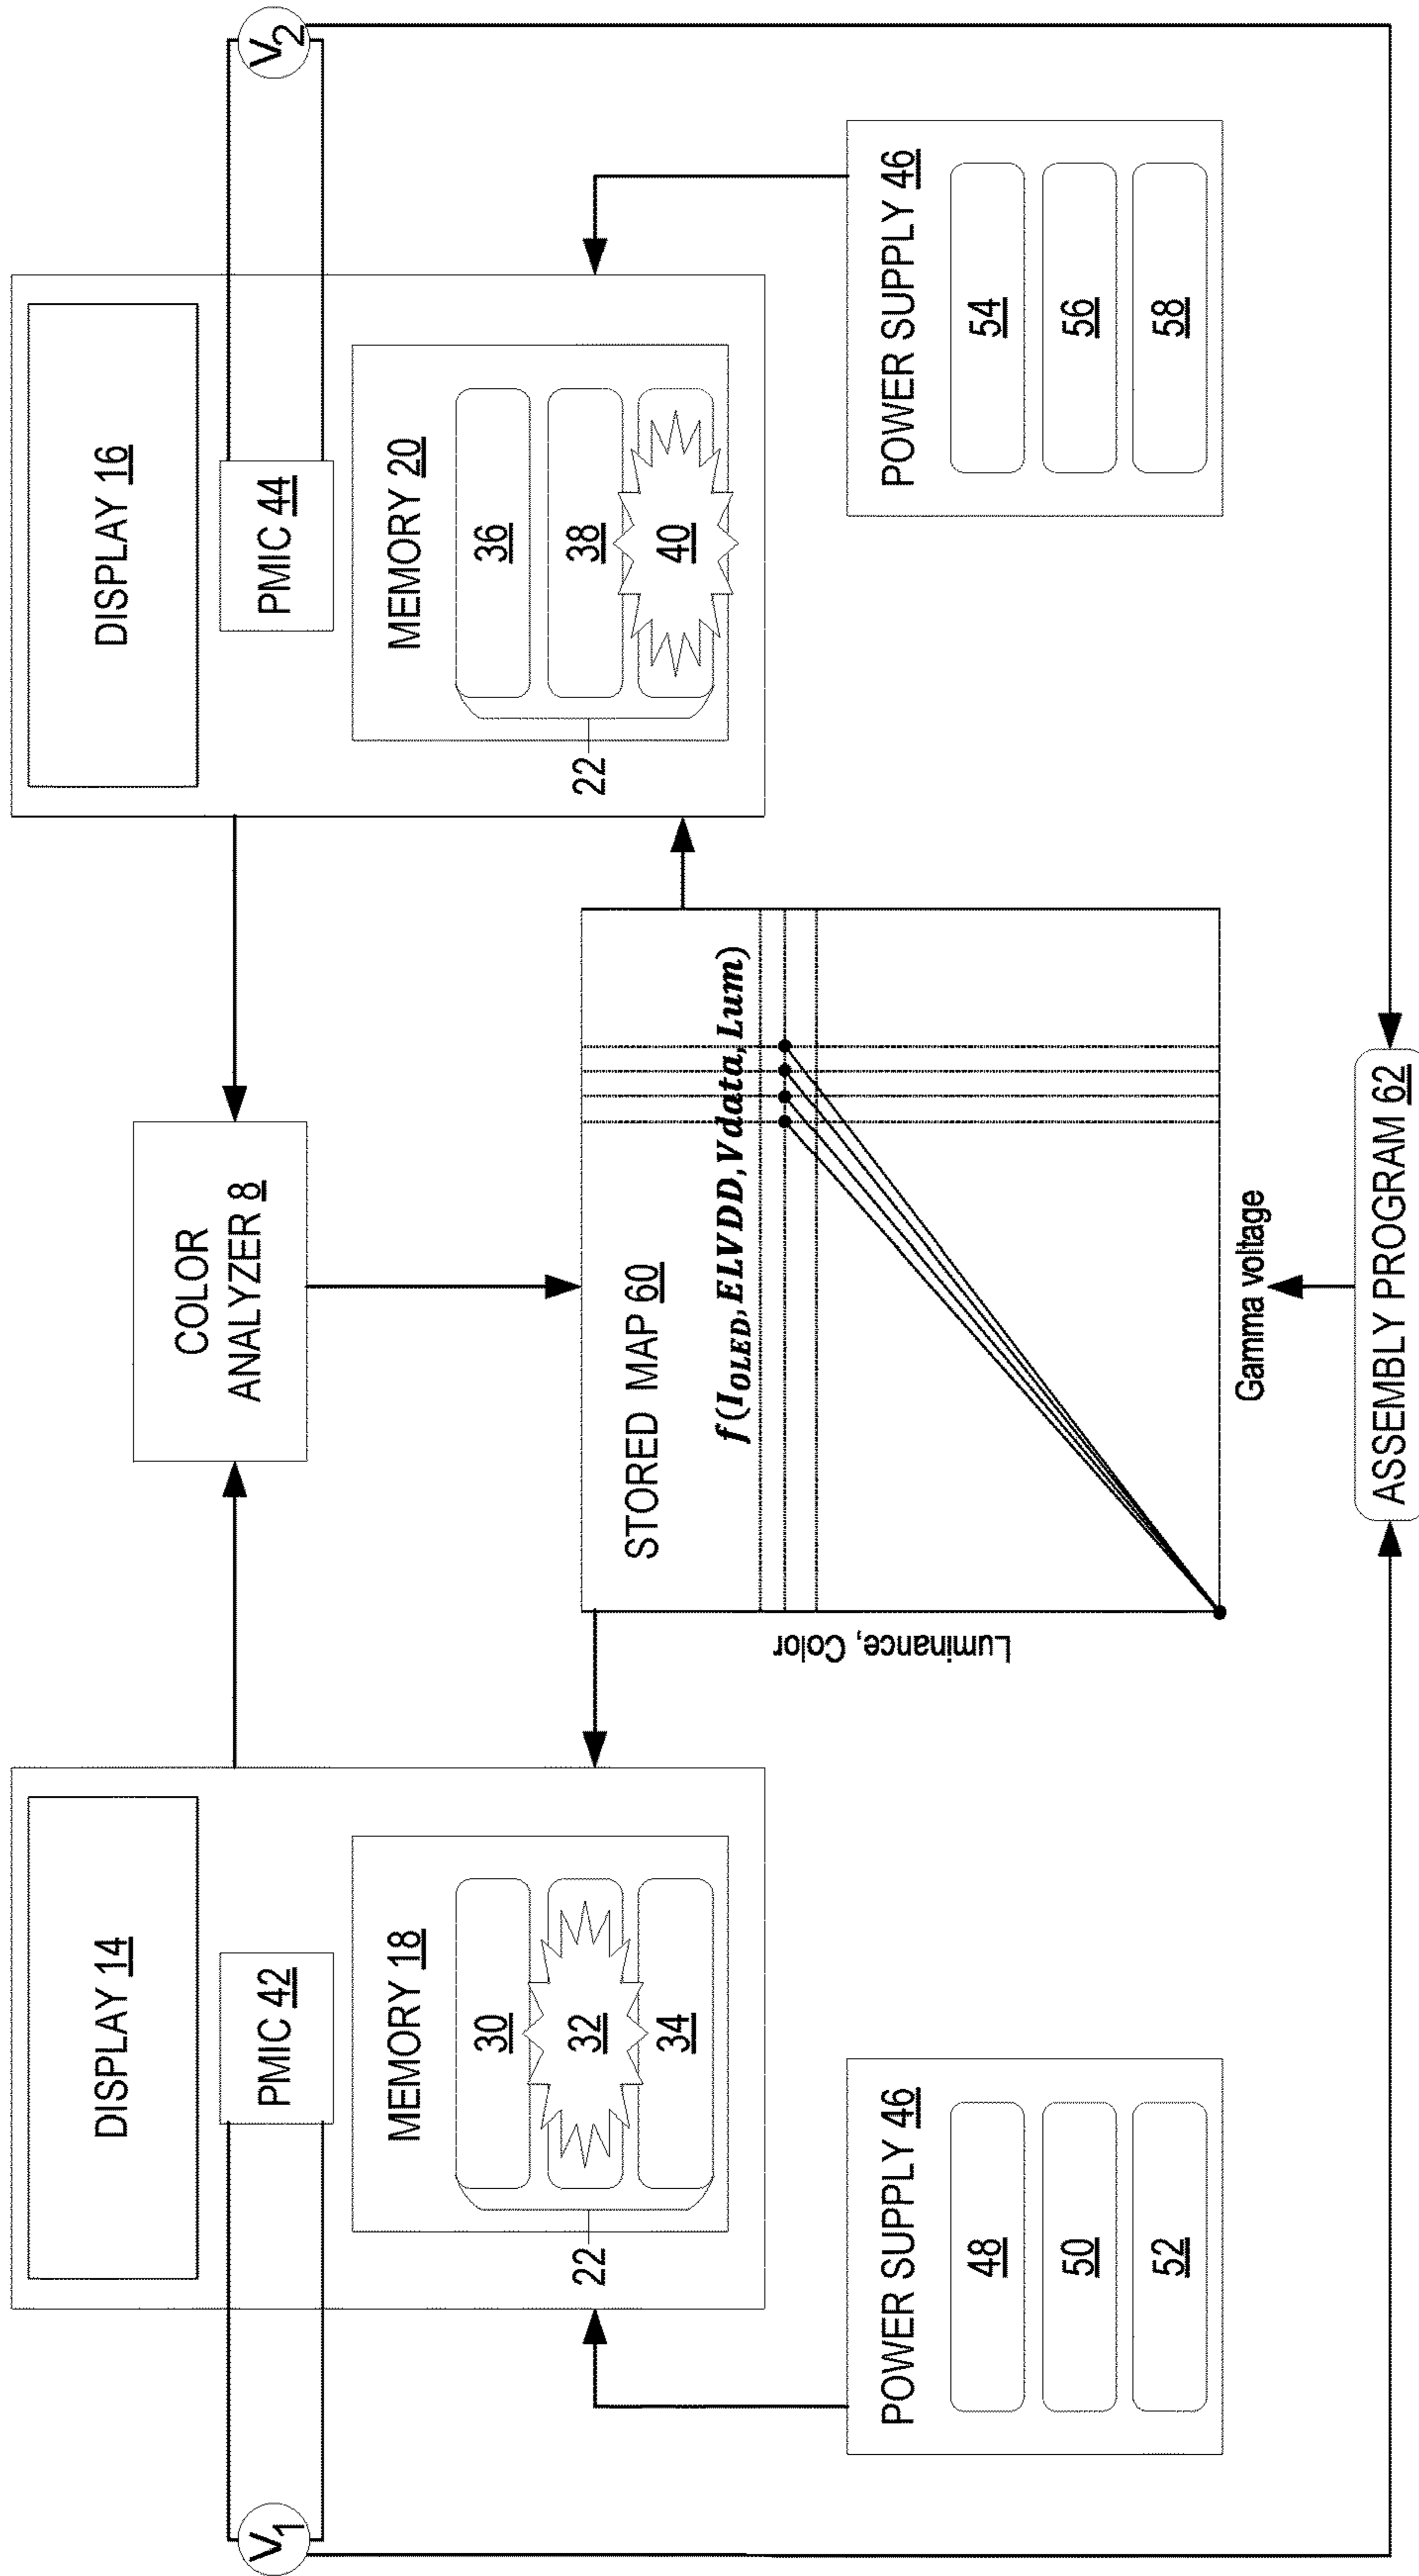 V1
V2
DISPLAY 14
PMIC 42
MEMORY 18
30
32
34
22
COLOR
ANALYZER 8
DISPLAY 16
PMIC 44
MEMORY 20
36
38
40
22
STORED MAP 60
f(IOLED, ELVDD, Vdata, Lum)
Luminance, Color
Gamma voltage
POWER SUPPLY 46
48
50
52
POWER SUPPLY 46
54
56
58
ASSEMBLY PROGRAM 62